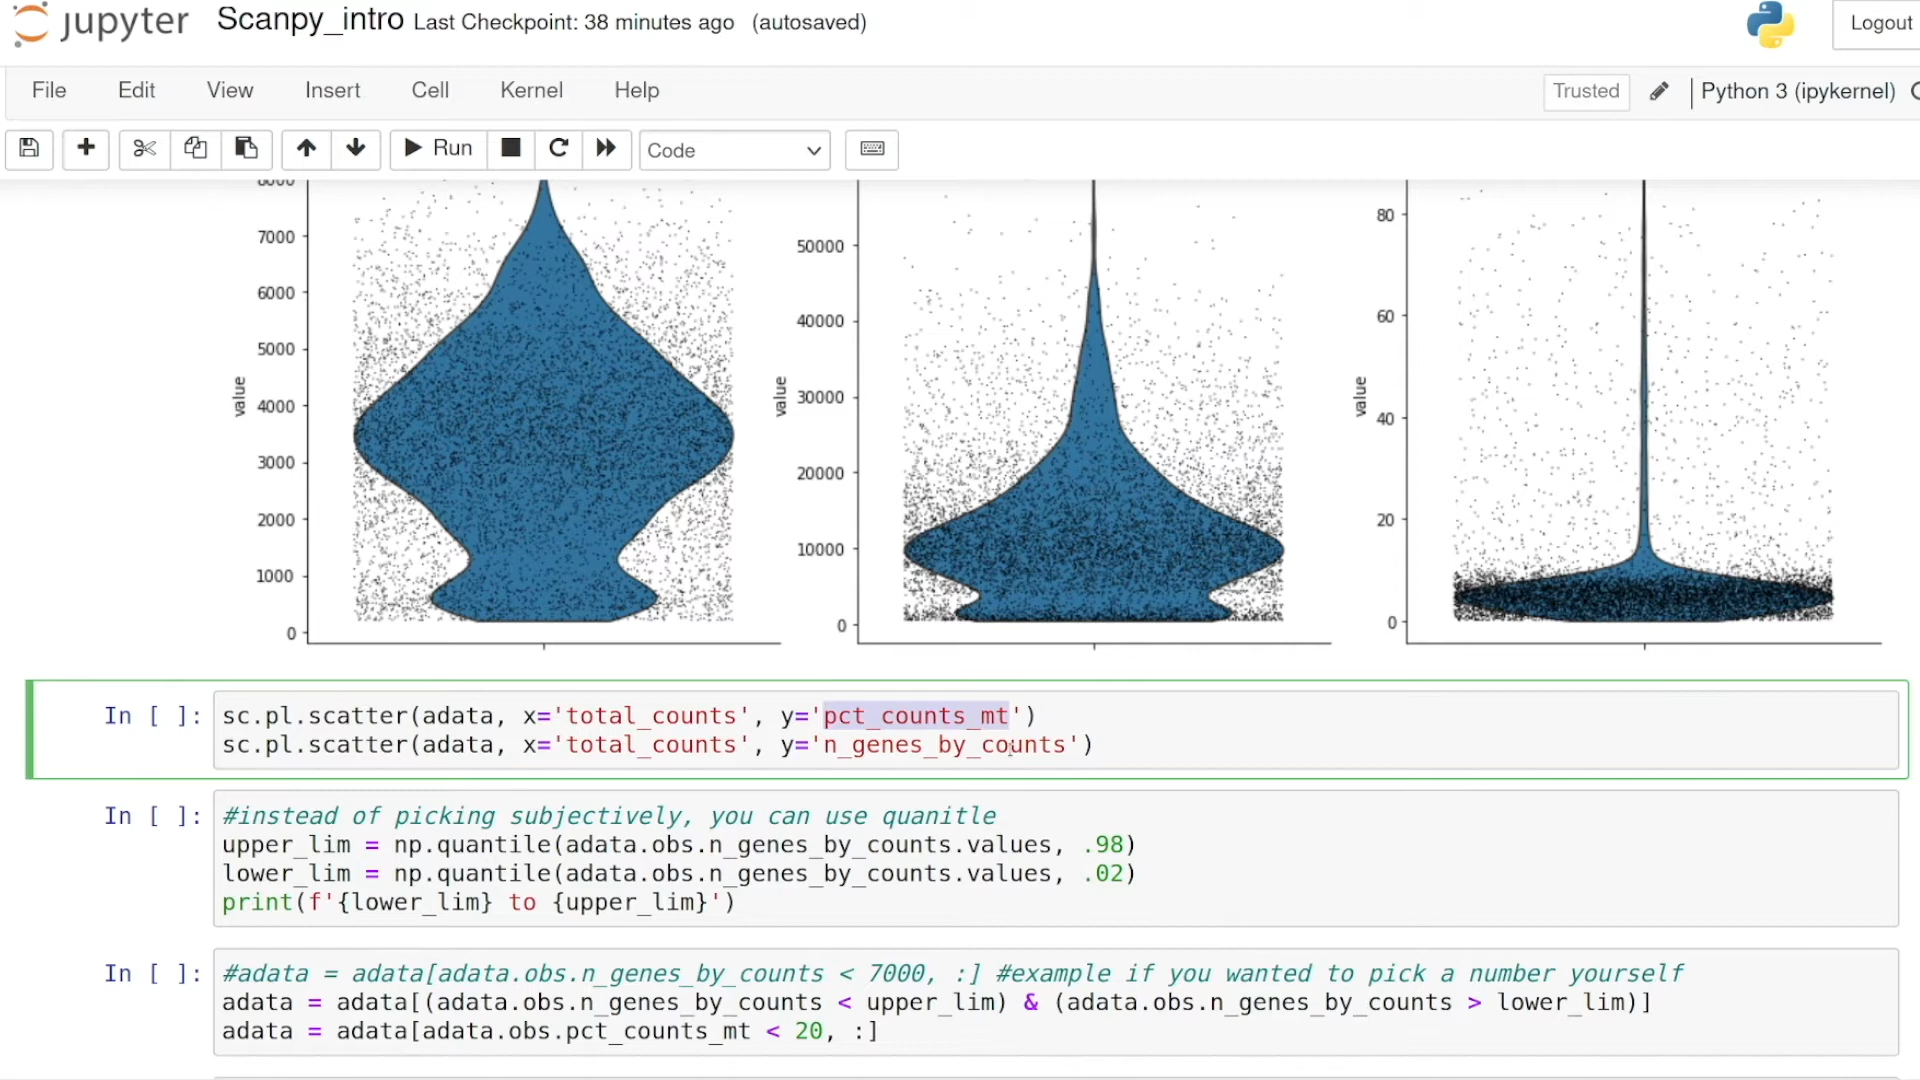 jupyter Scanpy_intro Last Checkpoint: 38 minutes ago (autosaved)
Logout
File Edit View Insert Cell Kernel Help
Trusted
Python 3 (ipykernel)
Run
Code
8000
7000
6000
5000
4000
3000
2000
1000
0
value
50000
40000
30000
20000
10000
0
value
80
60
40
20
0
value
In [ ]: sc.pl.scatter(adata, x='total_counts', y='pct_counts_mt')
sc.pl.scatter(adata, x='total_counts', y='n_genes_by_counts')
In [ ]: #instead of picking subjectively, you can use quanitle
upper_lim = np.quantile(adata.obs.n_genes_by_counts.values, .98)
lower_lim = np.quantile(adata.obs.n_genes_by_counts.values, .02)
print(f'{lower_lim} to {upper_lim}')
In [ ]: #adata = adata[adata.obs.n_genes_by_counts < 7000, :] #example if you wanted to pick a number yourself
adata = adata[(adata.obs.n_genes_by_counts < upper_lim) & (adata.obs.n_genes_by_counts > lower_lim)]
adata = adata[adata.obs.pct_counts_mt < 20, :]